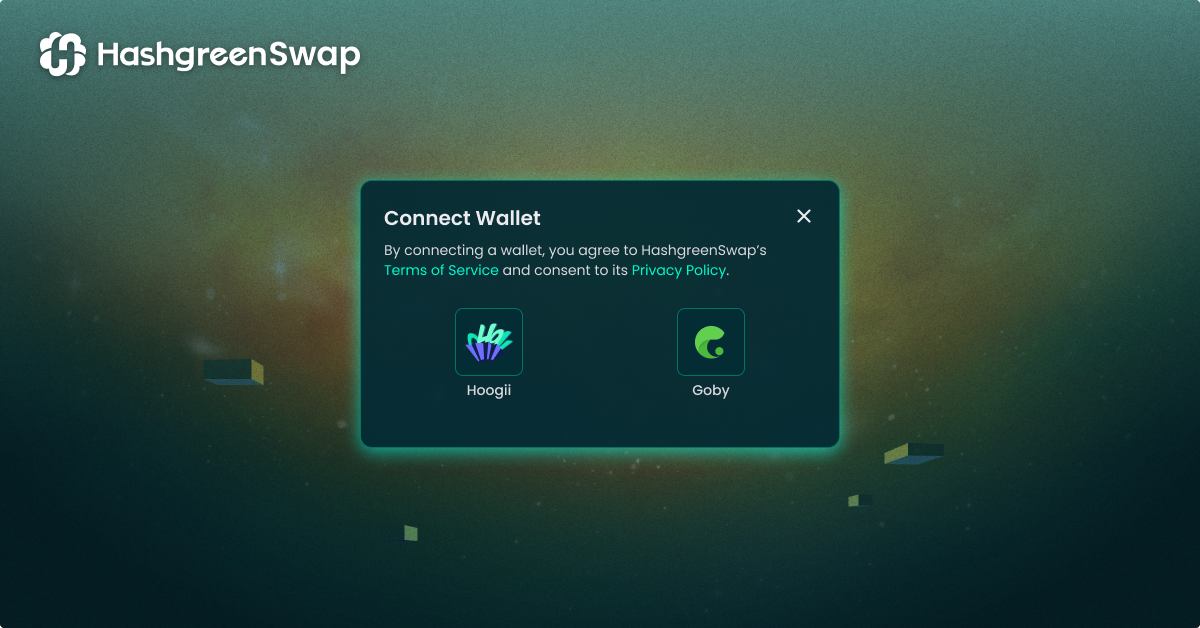 HashgreenSwap
Connect Wallet
By connecting a wallet, you agree to HashgreenSwap’s
Terms of Service and consent to its Privacy Policy.
Hoogii
Goby